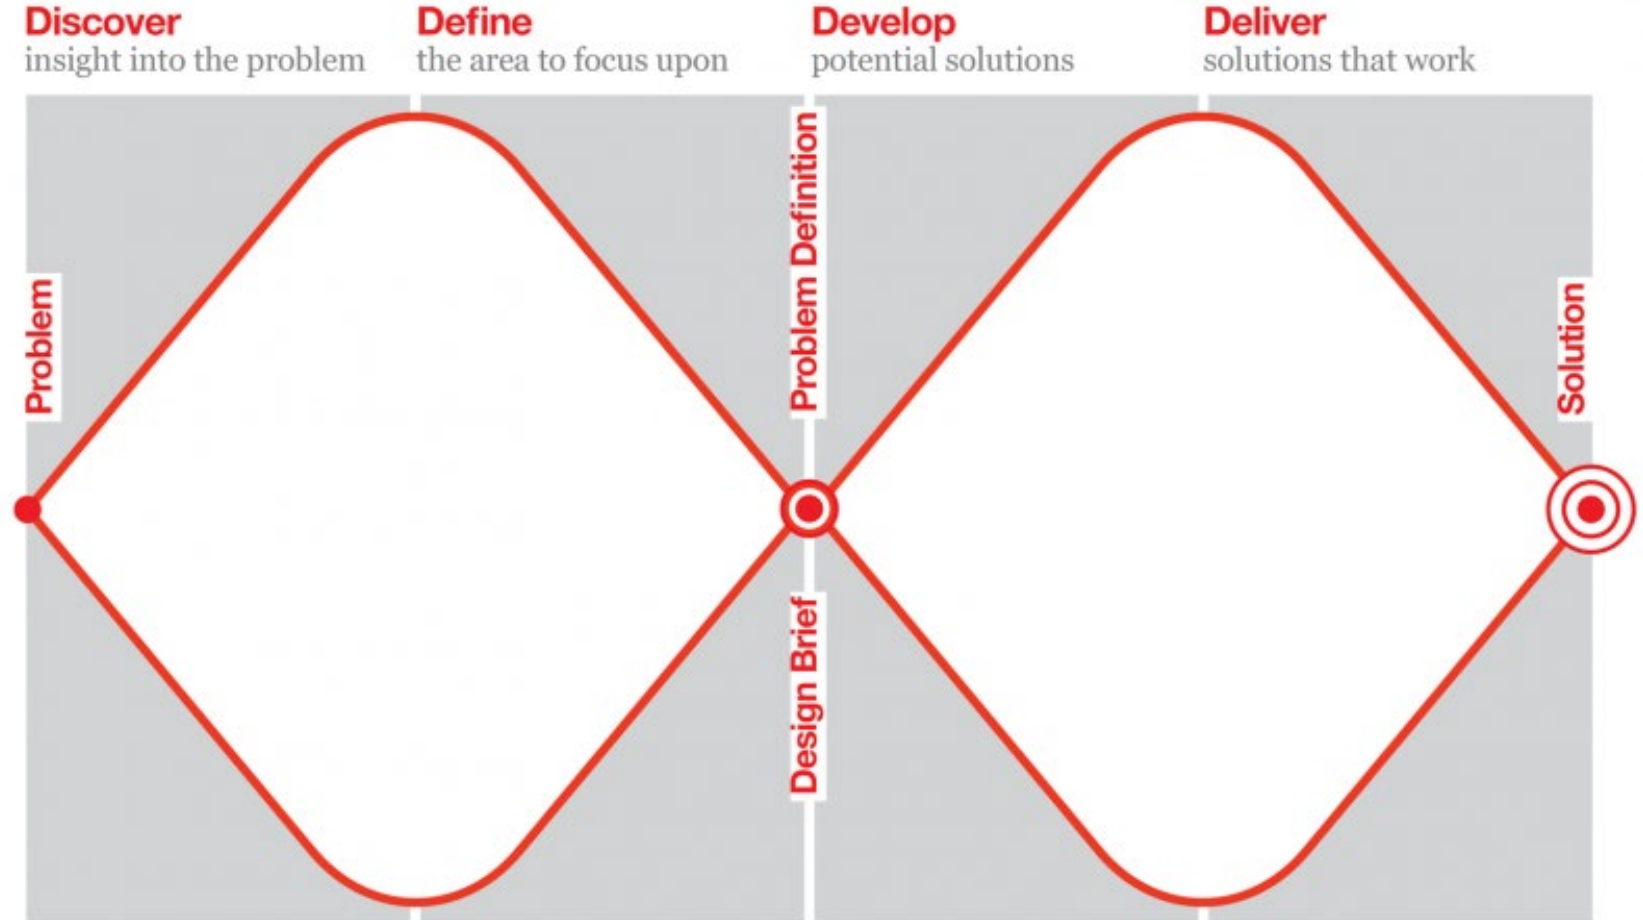 Discover
insight into the problem
Define
the area to focus upon
Develop
potential solutions
Deliver
solutions that work
Problem
Problem Definition
Design Brief
Solution